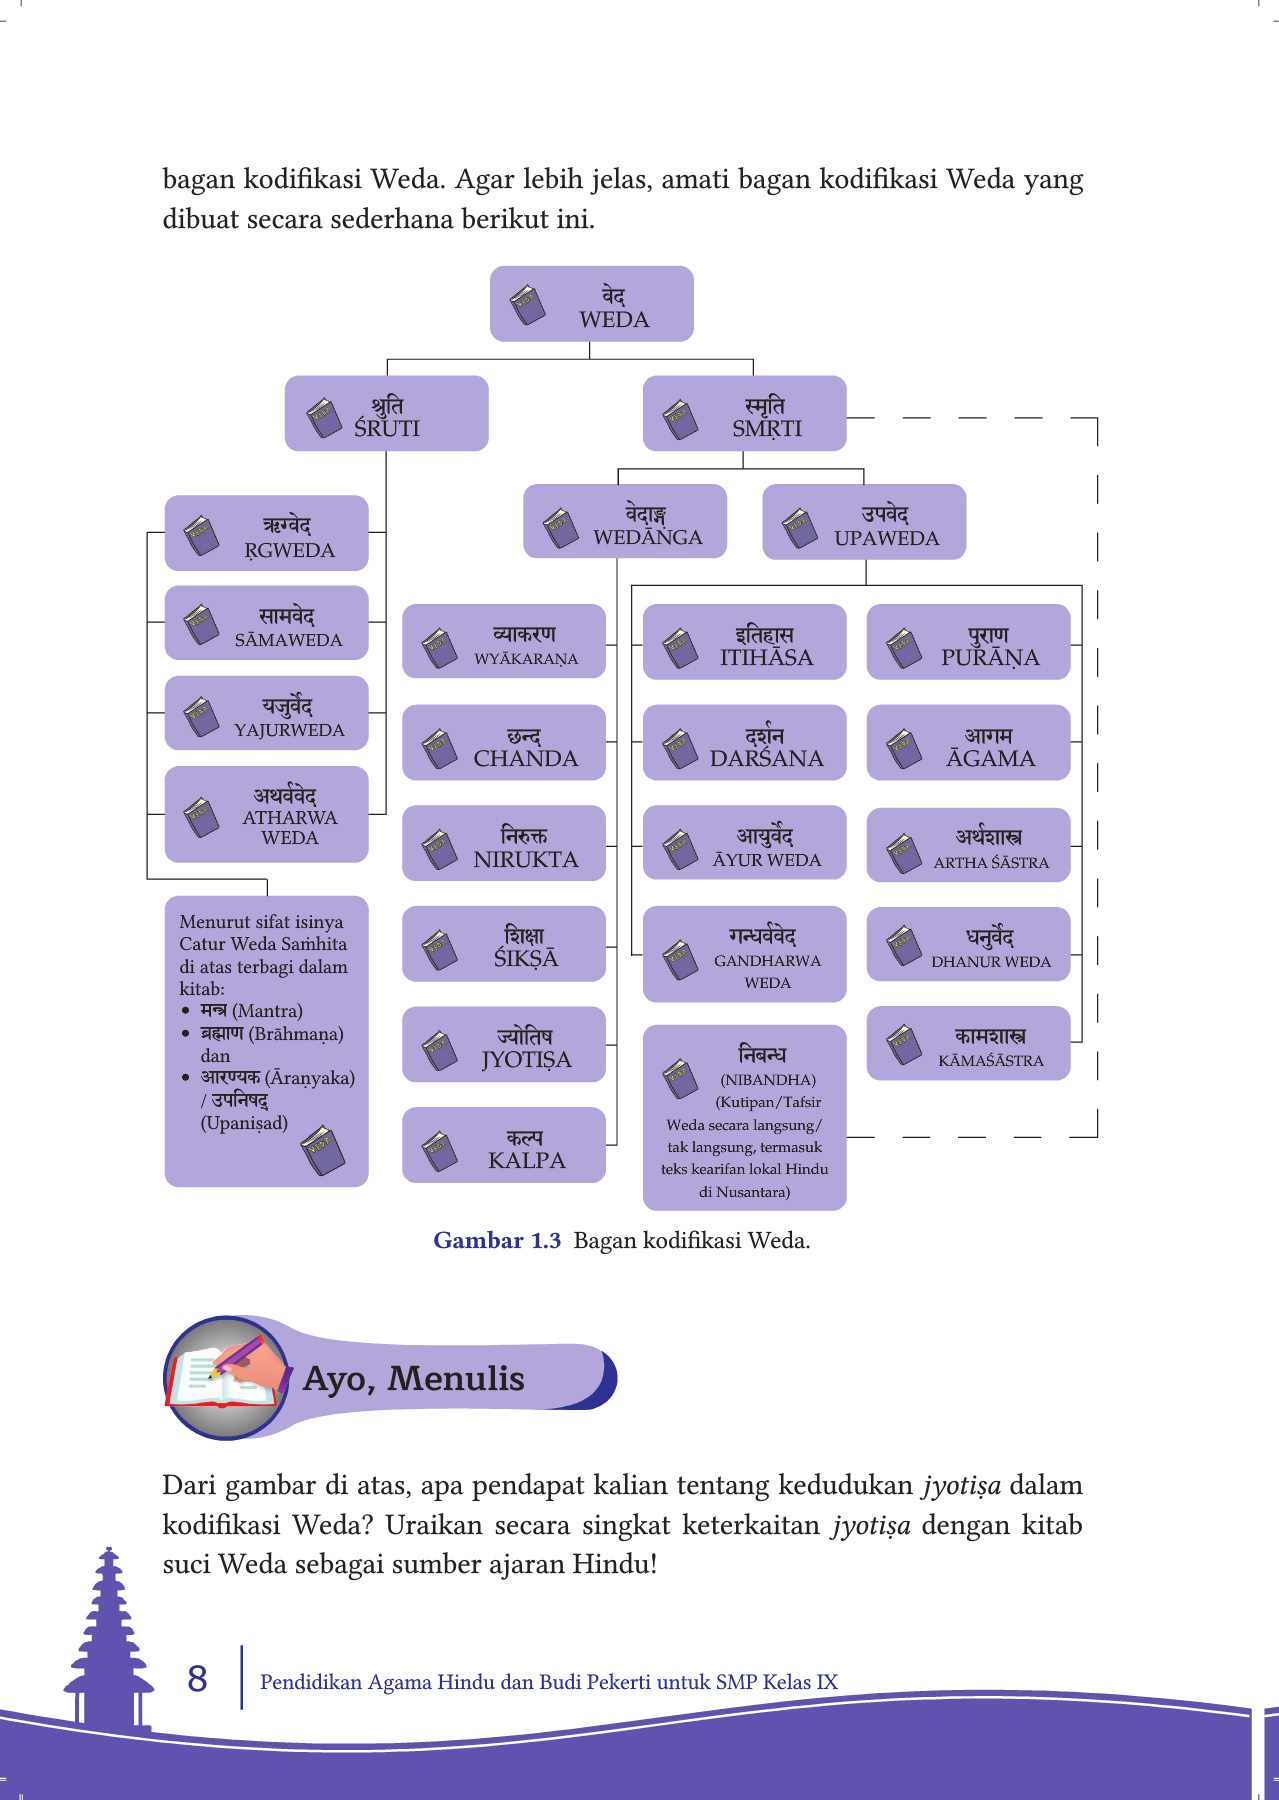 bagan kodifikasi Weda. Agar lebih jelas, amati bagan kodifikasi Weda yang
dibuat secara sederhana berikut ini.
वेद
WEDA
श्रुति
ŚRUTI
स्मृति
SMṚTI
ऋग्वेद
ṚGWEDA
सामवेद
SĀMAWEDA
यजुर्वेद
YAJURWEDA
अथर्ववेद
ATHARWA
WEDA
Menurut sifat isinya
Catur Weda Saṁhita
di atas terbagi dalam
kitab:
• मन्त्र (Mantra)
• ब्रह्माण (Brāhmaṇa)
dan
• आरण्यक (Āraṇyaka)
/ उपनिषद्
(Upaniṣad)
वेदाङ्ग
WEDĀṄGA
उपवेद
UPAWEDA
व्याकरण
WYĀKARAṆA
छन्द
CHANDA
निरुक्त
NIRUKTA
शिक्षा
ŚIKṢĀ
ज्योतिष
JYOTIṢA
कल्प
KALPA
इतिहास
ITIHĀSA
दर्शन
DARŚANA
आयुर्वेद
ĀYUR WEDA
गन्धर्ववेद
GANDHARWA
WEDA
पुराण
PURĀṆA
आगम
ĀGAMA
अर्थशास्त्र
ARTHA ŚĀSTRA
धनुर्वेद
DHANUR WEDA
कामशास्त्र
KĀMAŚĀSTRA
निबन्ध
(NIBANDHA)
(Kutipan/Tafsir
Weda secara langsung/
tak langsung, termasuk
teks kearifan lokal Hindu
di Nusantara)
Gambar 1.3 Bagan kodifikasi Weda.
Ayo, Menulis
Dari gambar di atas, apa pendapat kalian tentang kedudukan jyotiṣa dalam
kodifikasi Weda? Uraikan secara singkat keterkaitan jyotiṣa dengan kitab
suci Weda sebagai sumber ajaran Hindu!
8
Pendidikan Agama Hindu dan Budi Pekerti untuk SMP Kelas IX